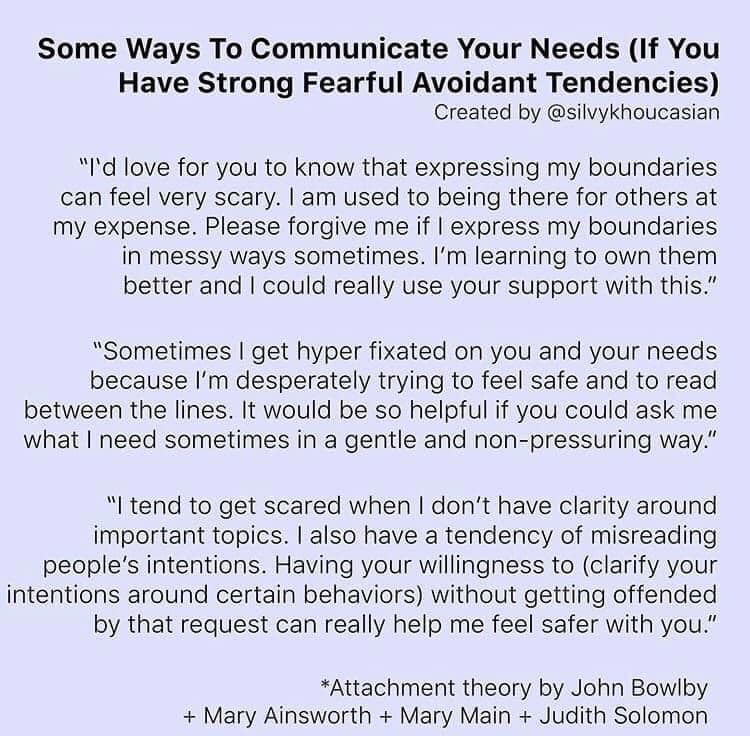 Some Ways To Communicate Your Needs (If You
Have Strong Fearful Avoidant Tendencies)
Created by @silvykhoucasian
"I'd love for you to know that expressing my boundaries
can feel very scary. I am used to being there for others at
my expense. Please forgive me if I express my boundaries
in messy ways sometimes. I'm learning to own them
better and I could really use your support with this."
"Sometimes I get hyper fixated on you and your needs
because I'm desperately trying to feel safe and to read
between the lines. It would be so helpful if you could ask me
what I need sometimes in a gentle and non-pressuring way."
"I tend to get scared when I don't have clarity around
important topics. I also have a tendency of misreading
people's intentions. Having your willingness to (clarify your
intentions around certain behaviors) without getting offended
by that request can really help me feel safer with you."
*Attachment theory by John Bowlby
+ Mary Ainsworth + Mary Main + Judith Solomon